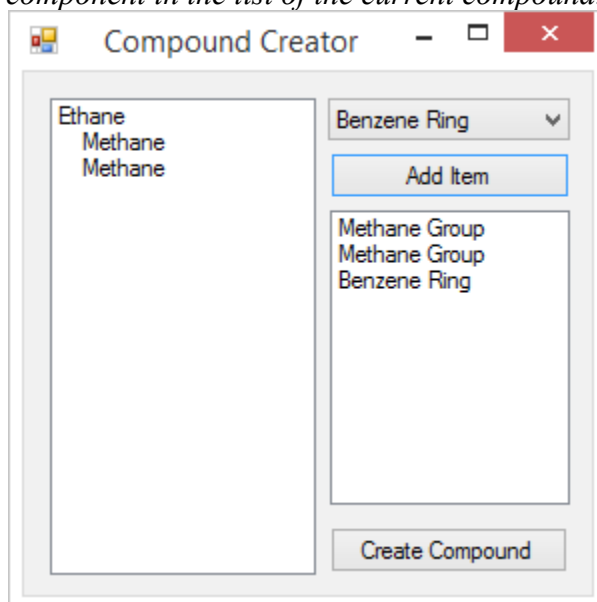 component in the list of the current compound.
Compound Creator
Ethane
Methane
Methane
Benzene Ring
Add Item
Methane Group
Methane Group
Benzene Ring
Create Compound